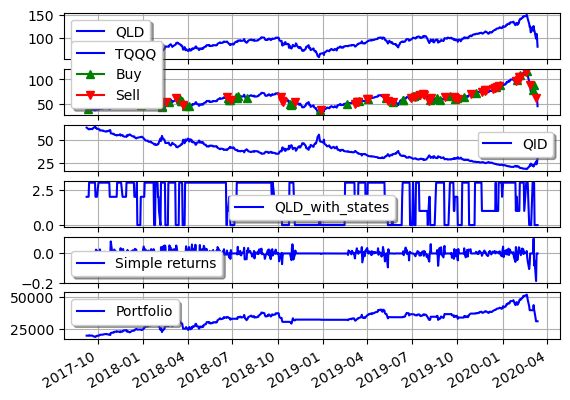 150
100
QLD
TQQQ
Buy
Sell
100
50
50
25
QID
2.5
0.0
QLD_with_states
0.0
−0.2
Simple returns
50000
25000
Portfolio
2017-10 2018-01 2018-04 2018-07 2018-10 2019-01 2019-04 2019-07 2019-10 2020-01 2020-04